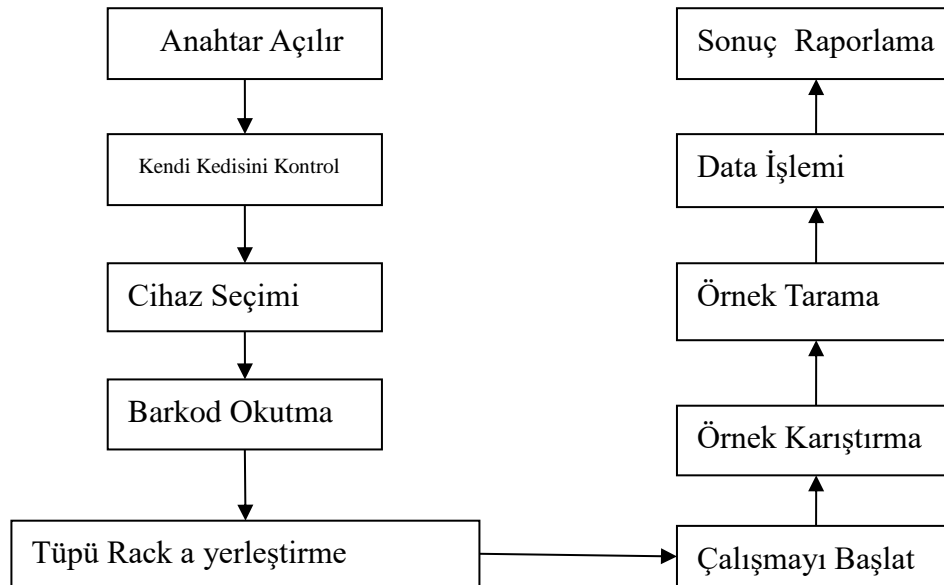 Anahtar Açılır
Kendi Kedisini Kontrol
Cihaz Seçimi
Barkod Okutma
Tüpü Rack a yerleştirme
Çalışmayı Başlat
Örnek Karıştırma
Örnek Tarama
Data İşlemi
Sonuç Raporlama